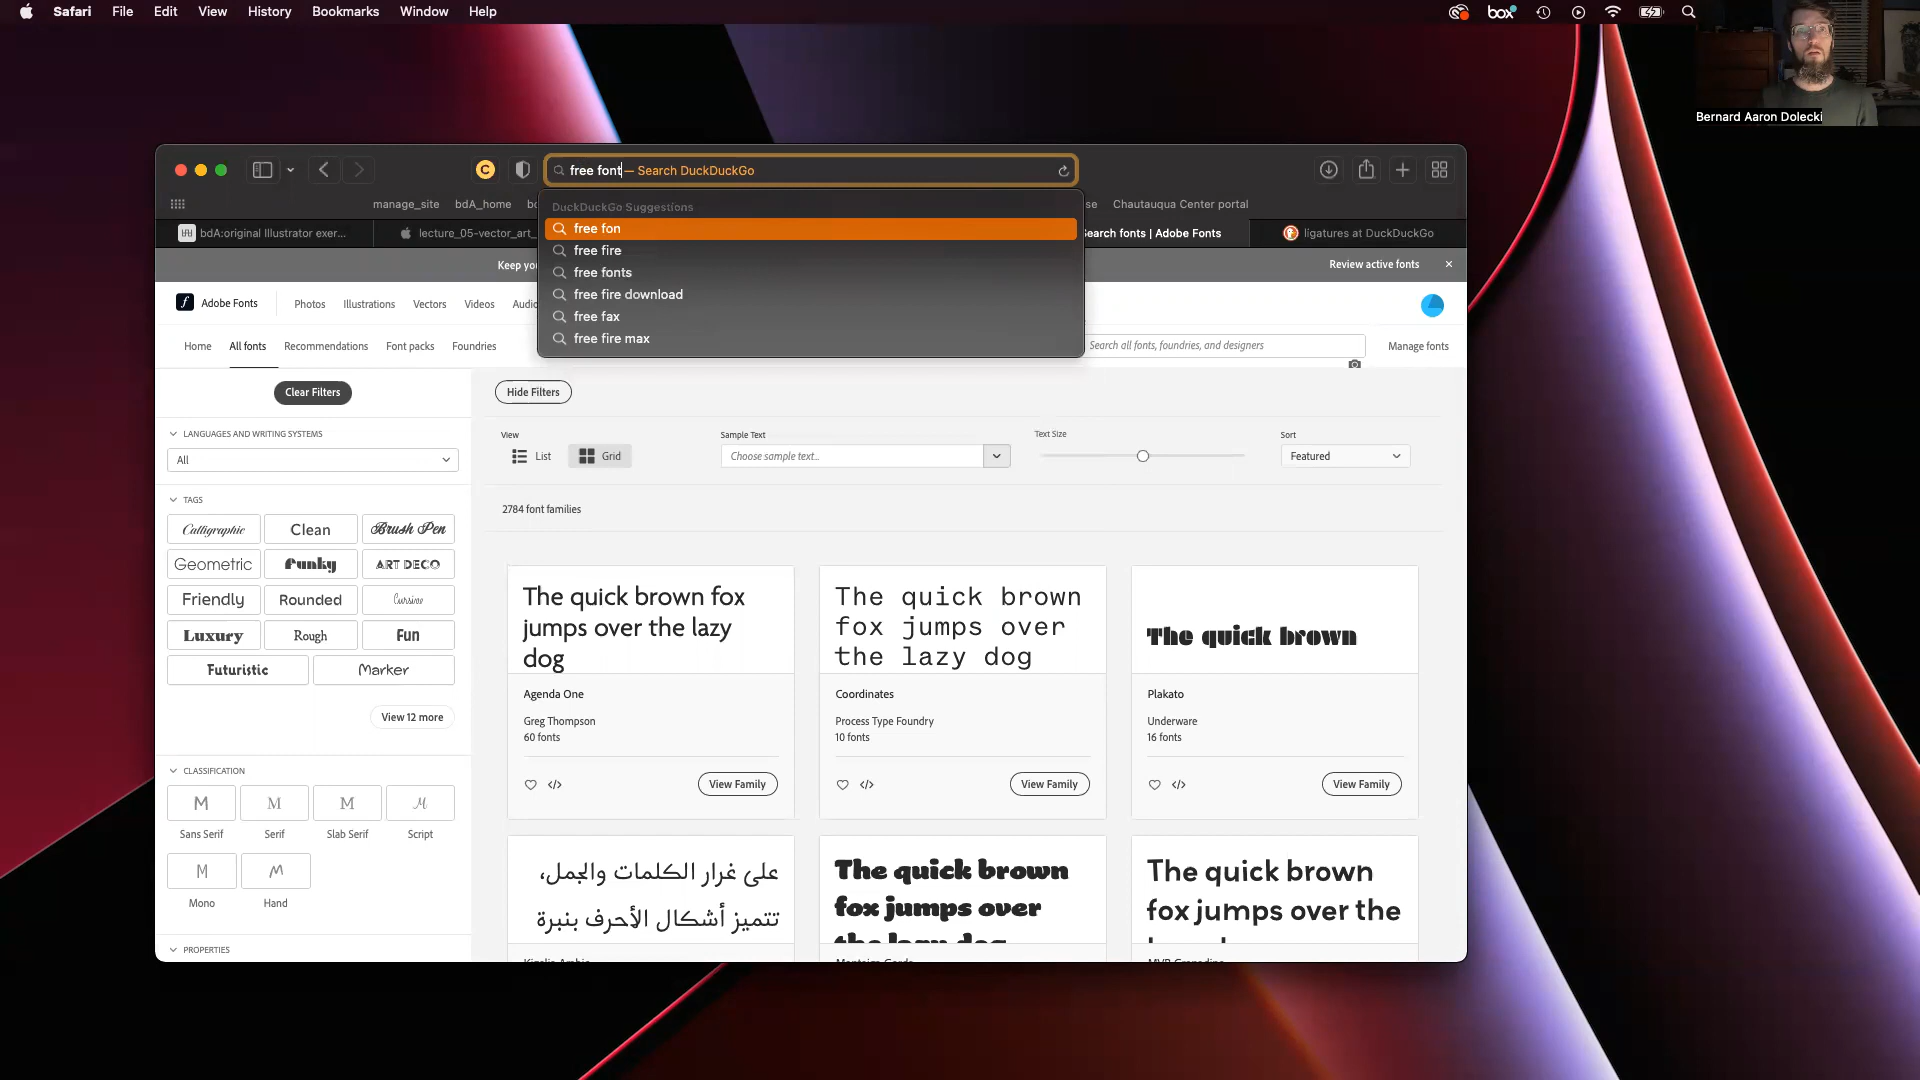 Safari File Edit View History Bookmarks Window Help
box
Bernard Aaron Dolecki
C
free font — Search DuckDuckGo
manage_site bdA_home
Chautauqua Center portal
DuckDuckGo Suggestions
free fon
free fire
free fonts
free fire download
free fax
free fire max
bdA:original Illustrator exer...
lecture_05-vector_art_
Search fonts | Adobe Fonts
ligatures at DuckDuckGo
Review active fonts ×
Adobe Fonts Photos Illustrations Vectors Videos
Home All fonts Recommendations Font packs Foundries
Search all fonts, foundries, and designers
Manage fonts
Clear Filters
Hide Filters
LANGUAGES AND WRITING SYSTEMS
All
View
List Grid
Sample Text
Choose sample text...
Text Size
Sort
Featured
TAGS
Calligraphic Clean Brush Pen
Geometric Funky ART DECO
Friendly Rounded Cursive
Luxury Rough Fun
Futuristic Marker
View 12 more
2784 font families
The quick brown fox
jumps over the lazy
dog
Agenda One
Greg Thompson
60 fonts
</> View Family
The quick brown
fox jumps over
the lazy dog
Coordinates
Process Type Foundry
10 fonts
</> View Family
The quick brown
Plakato
Underware
16 fonts
</> View Family
CLASSIFICATION
M M M M
Sans Serif Serif Slab Serif Script
M M
Mono Hand
PROPERTIES
على غرار الكلمات والجمل،
تتميز أشكال الأحرف بنبرة
The quick brown
fox jumps over
the lazy dog
The quick brown
fox jumps over the